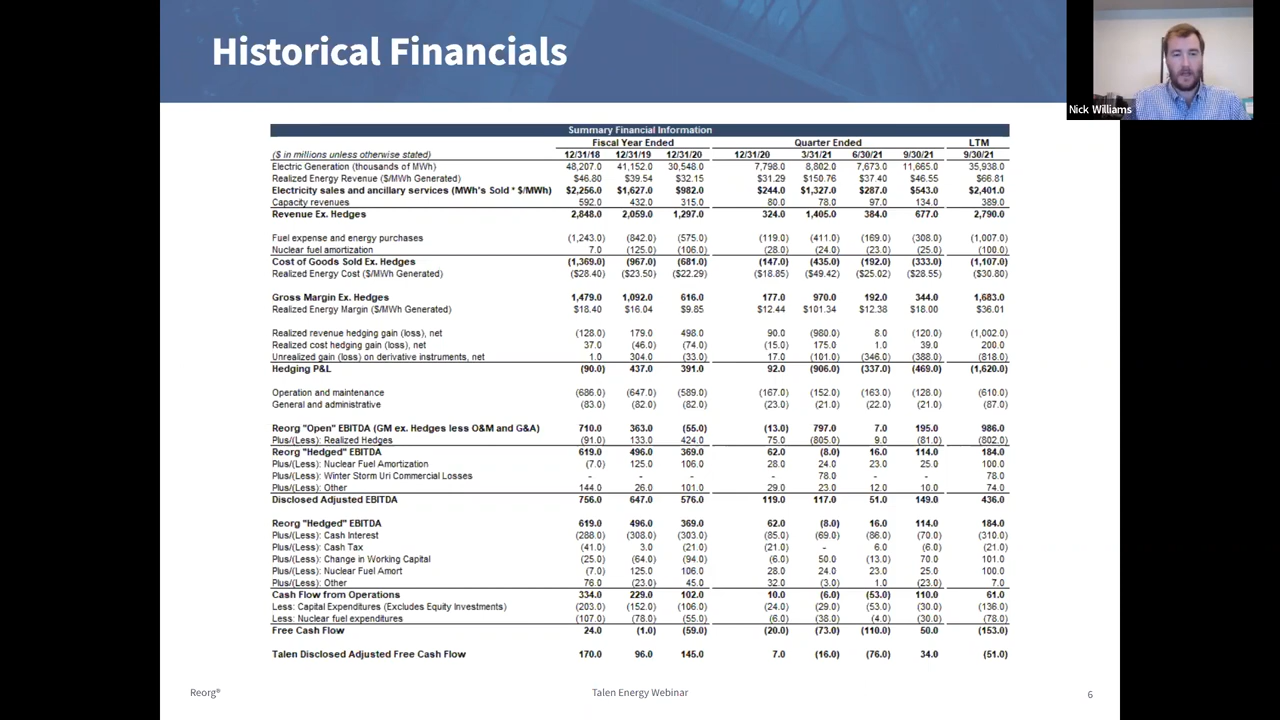 Historical Financials
Nick Williams
Summary Financial Information
Fiscal Year Ended Quarter Ended LTM
($ in millions unless otherwise stated) 12/31/18 12/31/19 12/31/20 12/31/20 3/31/21 6/30/21 9/30/21 9/30/21
Electric Generation (thousands of MWh) 48,207.0 41,152.0 30,548.0 7,798.0 8,802.0 7,673.0 11,665.0 35,938.0
Realized Energy Revenue ($/MWh Generated) $46.80 $39.54 $32.15 $31.29 $150.76 $37.40 $46.55 $66.81
Electricity sales and ancillary services (MWh's Sold * $/MWh) $2,256.0 $1,627.0 $982.0 $244.0 $1,327.0 $287.0 $543.0 $2,401.0
Capacity revenues 592.0 432.0 315.0 80.0 78.0 97.0 134.0 389.0
Revenue Ex. Hedges 2,848.0 2,059.0 1,297.0 324.0 1,405.0 384.0 677.0 2,790.0
Fuel expense and energy purchases (1,243.0) (842.0) (575.0) (119.0) (411.0) (169.0) (308.0) (1,007.0)
Nuclear fuel amortization 7.0 (125.0) (106.0) (28.0) (24.0) (23.0) (25.0) (100.0)
Cost of Goods Sold Ex. Hedges (1,369.0) (967.0) (681.0) (147.0) (435.0) (192.0) (333.0) (1,107.0)
Realized Energy Cost ($/MWh Generated) ($28.40) ($23.50) ($22.29) ($18.85) ($49.42) ($25.02) ($28.55) ($30.80)
Gross Margin Ex. Hedges 1,479.0 1,092.0 616.0 177.0 970.0 192.0 344.0 1,683.0
Realized Energy Margin ($/MWh Generated) $18.40 $16.04 $9.85 $12.44 $101.34 $12.38 $18.00 $36.01
Realized revenue hedging gain (loss), net (128.0) 179.0 498.0 90.0 (980.0) 8.0 (120.0) (1,002.0)
Realized cost hedging gain (loss), net 37.0 (46.0) (74.0) (15.0) 175.0 1.0 39.0 200.0
Unrealized gain (loss) on derivative instruments, net 1.0 304.0 (33.0) 17.0 (101.0) (346.0) (388.0) (818.0)
Hedging P&L (90.0) 437.0 391.0 92.0 (906.0) (337.0) (469.0) (1,620.0)
Operation and maintenance (686.0) (647.0) (589.0) (167.0) (152.0) (163.0) (128.0) (610.0)
General and administrative (83.0) (82.0) (82.0) (23.0) (21.0) (22.0) (21.0) (87.0)
Reorg "Open" EBITDA (GM ex. Hedges less O&M and G&A) 710.0 363.0 (55.0) (13.0) 797.0 7.0 195.0 986.0
Plus/(Less): Realized Hedges (91.0) 133.0 424.0 75.0 (805.0) 9.0 (81.0) (802.0)
Reorg "Hedged" EBITDA 619.0 496.0 369.0 62.0 (8.0) 16.0 114.0 184.0
Plus/(Less): Nuclear Fuel Amortization (7.0) 125.0 106.0 28.0 24.0 23.0 25.0 100.0
Plus/(Less): Winter Storm Uri Commercial Losses - - - - 78.0 - - 78.0
Plus/(Less): Other 144.0 26.0 101.0 29.0 23.0 12.0 10.0 74.0
Disclosed Adjusted EBITDA 756.0 647.0 576.0 119.0 117.0 51.0 149.0 436.0
Reorg "Hedged" EBITDA 619.0 496.0 369.0 62.0 (8.0) 16.0 114.0 184.0
Plus/(Less): Cash Interest (288.0) (308.0) (303.0) (85.0) (69.0) (86.0) (70.0) (310.0)
Plus/(Less): Cash Tax (41.0) 3.0 (21.0) (21.0) - 6.0 (6.0) (21.0)
Plus/(Less): Change in Working Capital (25.0) (64.0) (94.0) (6.0) 50.0 (13.0) 70.0 101.0
Plus/(Less): Nuclear Fuel Amort (7.0) 125.0 106.0 28.0 24.0 23.0 25.0 100.0
Plus/(Less): Other 76.0 (23.0) 45.0 32.0 (3.0) 1.0 (23.0) 7.0
Cash Flow from Operations 334.0 229.0 102.0 10.0 (6.0) (53.0) 110.0 61.0
Less: Capital Expenditures (Excludes Equity Investments) (203.0) (152.0) (106.0) (24.0) (29.0) (53.0) (30.0) (136.0)
Less: Nuclear fuel expenditures (107.0) (78.0) (55.0) (6.0) (38.0) (4.0) (30.0) (78.0)
Free Cash Flow 24.0 (1.0) (59.0) (20.0) (73.0) (110.0) 50.0 (153.0)
Talen Disclosed Adjusted Free Cash Flow 170.0 96.0 145.0 7.0 (16.0) (76.0) 34.0 (51.0)
Reorg® Talen Energy Webinar 6